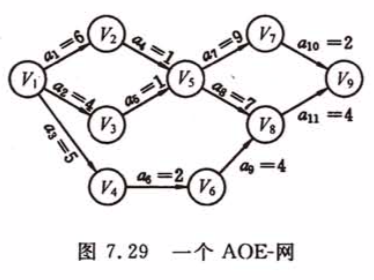 V₁
V₂
V₃
V₄
V₅
V₆
V₇
V₈
V₉
a₁=6
a₂=4
a₃=5
a₄=1
a₅=1
a₆=2
a₇=9
a₈=7
a₉=4
a₁₀=2
a₁₁=4
图 7.29 一个 AOE-网